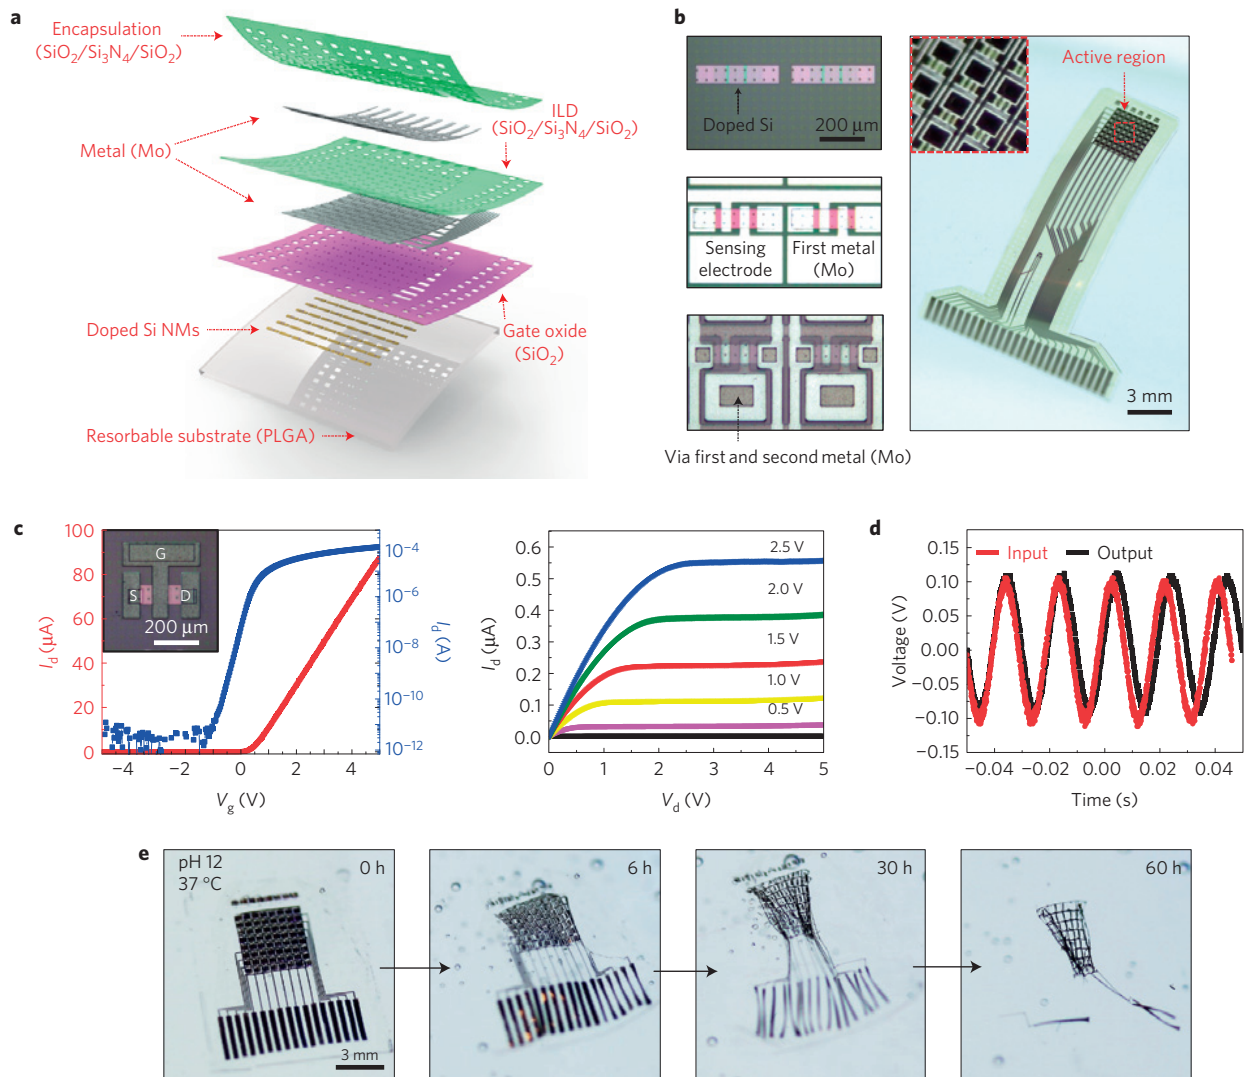 a
Encapsulation
(SiO₂/Si₃N₄/SiO₂)
ILD
(SiO₂/Si₃N₄/SiO₂)
Metal (Mo)
Doped Si NMs
Gate oxide
(SiO₂)
Resorbable substrate (PLGA)
b
Doped Si
200 µm
Sensing
electrode
First metal
(Mo)
Via first and second metal (Mo)
Active region
3 mm
c
100
80
60
40
20
0
I_d (µA)
G
S
D
200 µm
10⁻⁴
10⁻⁶
10⁻⁸
10⁻¹⁰
10⁻¹²
I_d (A)
−4 −2 0 2 4
V_g (V)
0.6
0.5
0.4
0.3
0.2
0.1
0.0
I_d (µA)
2.5 V
2.0 V
1.5 V
1.0 V
0.5 V
0 1 2 3 4 5
V_d (V)
d
0.15
0.10
0.05
0.00
−0.05
−0.10
−0.15
Voltage (V)
Input Output
−0.04 −0.02 0.00 0.02 0.04
Time (s)
e
pH 12
37 °C
0 h
3 mm
6 h
30 h
60 h